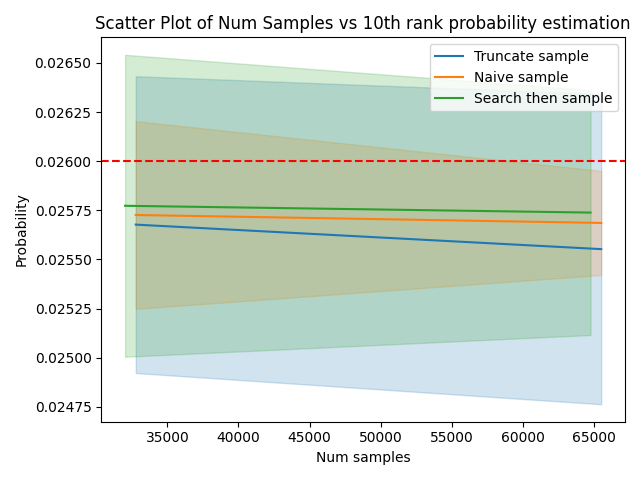 Scatter Plot of Num Samples vs 10th rank probability estimation
Truncate sample
Naive sample
Search then sample
0.02650
0.02625
0.02600
0.02575
0.02550
0.02525
0.02500
0.02475
Probability
35000 40000 45000 50000 55000 60000 65000
Num samples